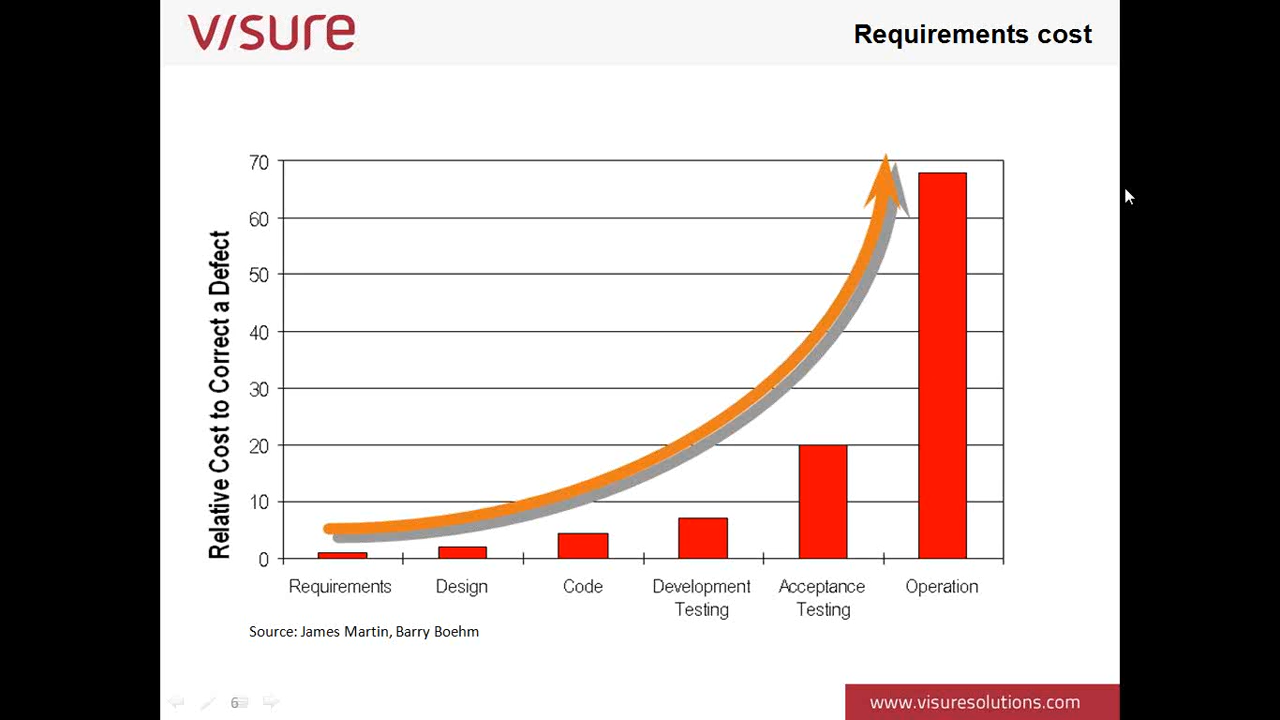 visure
Requirements cost
Relative Cost to Correct a Defect
70
60
50
40
30
20
10
0
Requirements
Design
Code
Development
Testing
Acceptance
Testing
Operation
Source: James Martin, Barry Boehm
6
www.visuresolutions.com